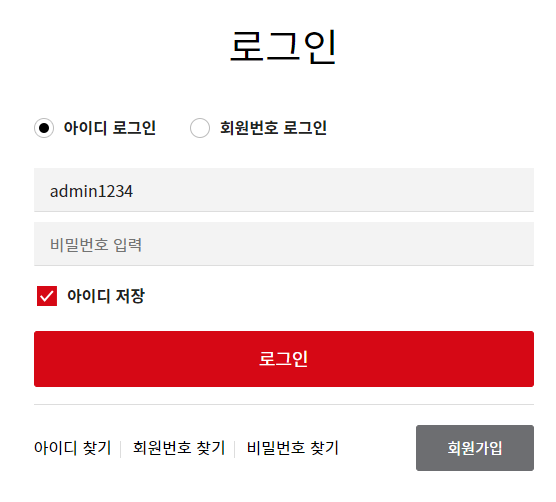 로그인
아이디 로그인 회원번호 로그인
admin1234
비밀번호 입력
아이디 저장
로그인
아이디 찾기 회원번호 찾기 비밀번호 찾기 회원가입